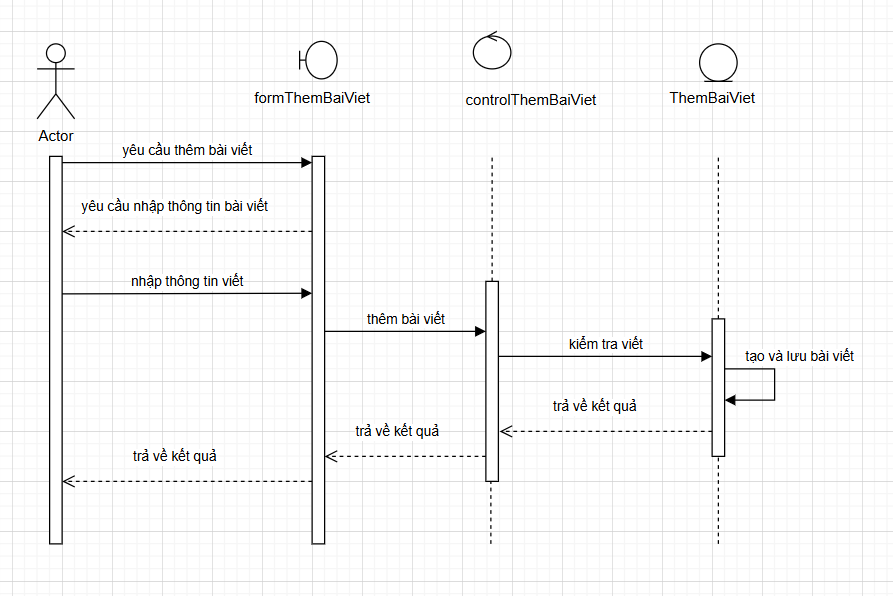 formThemBaiViet
controlThemBaiViet
ThemBaiViet
Actor
yêu cầu thêm bài viết
yêu cầu nhập thông tin bài viết
nhập thông tin viết
thêm bài viết
kiểm tra viết
tạo và lưu bài viết
trả về kết quả
trả về kết quả
trả về kết quả